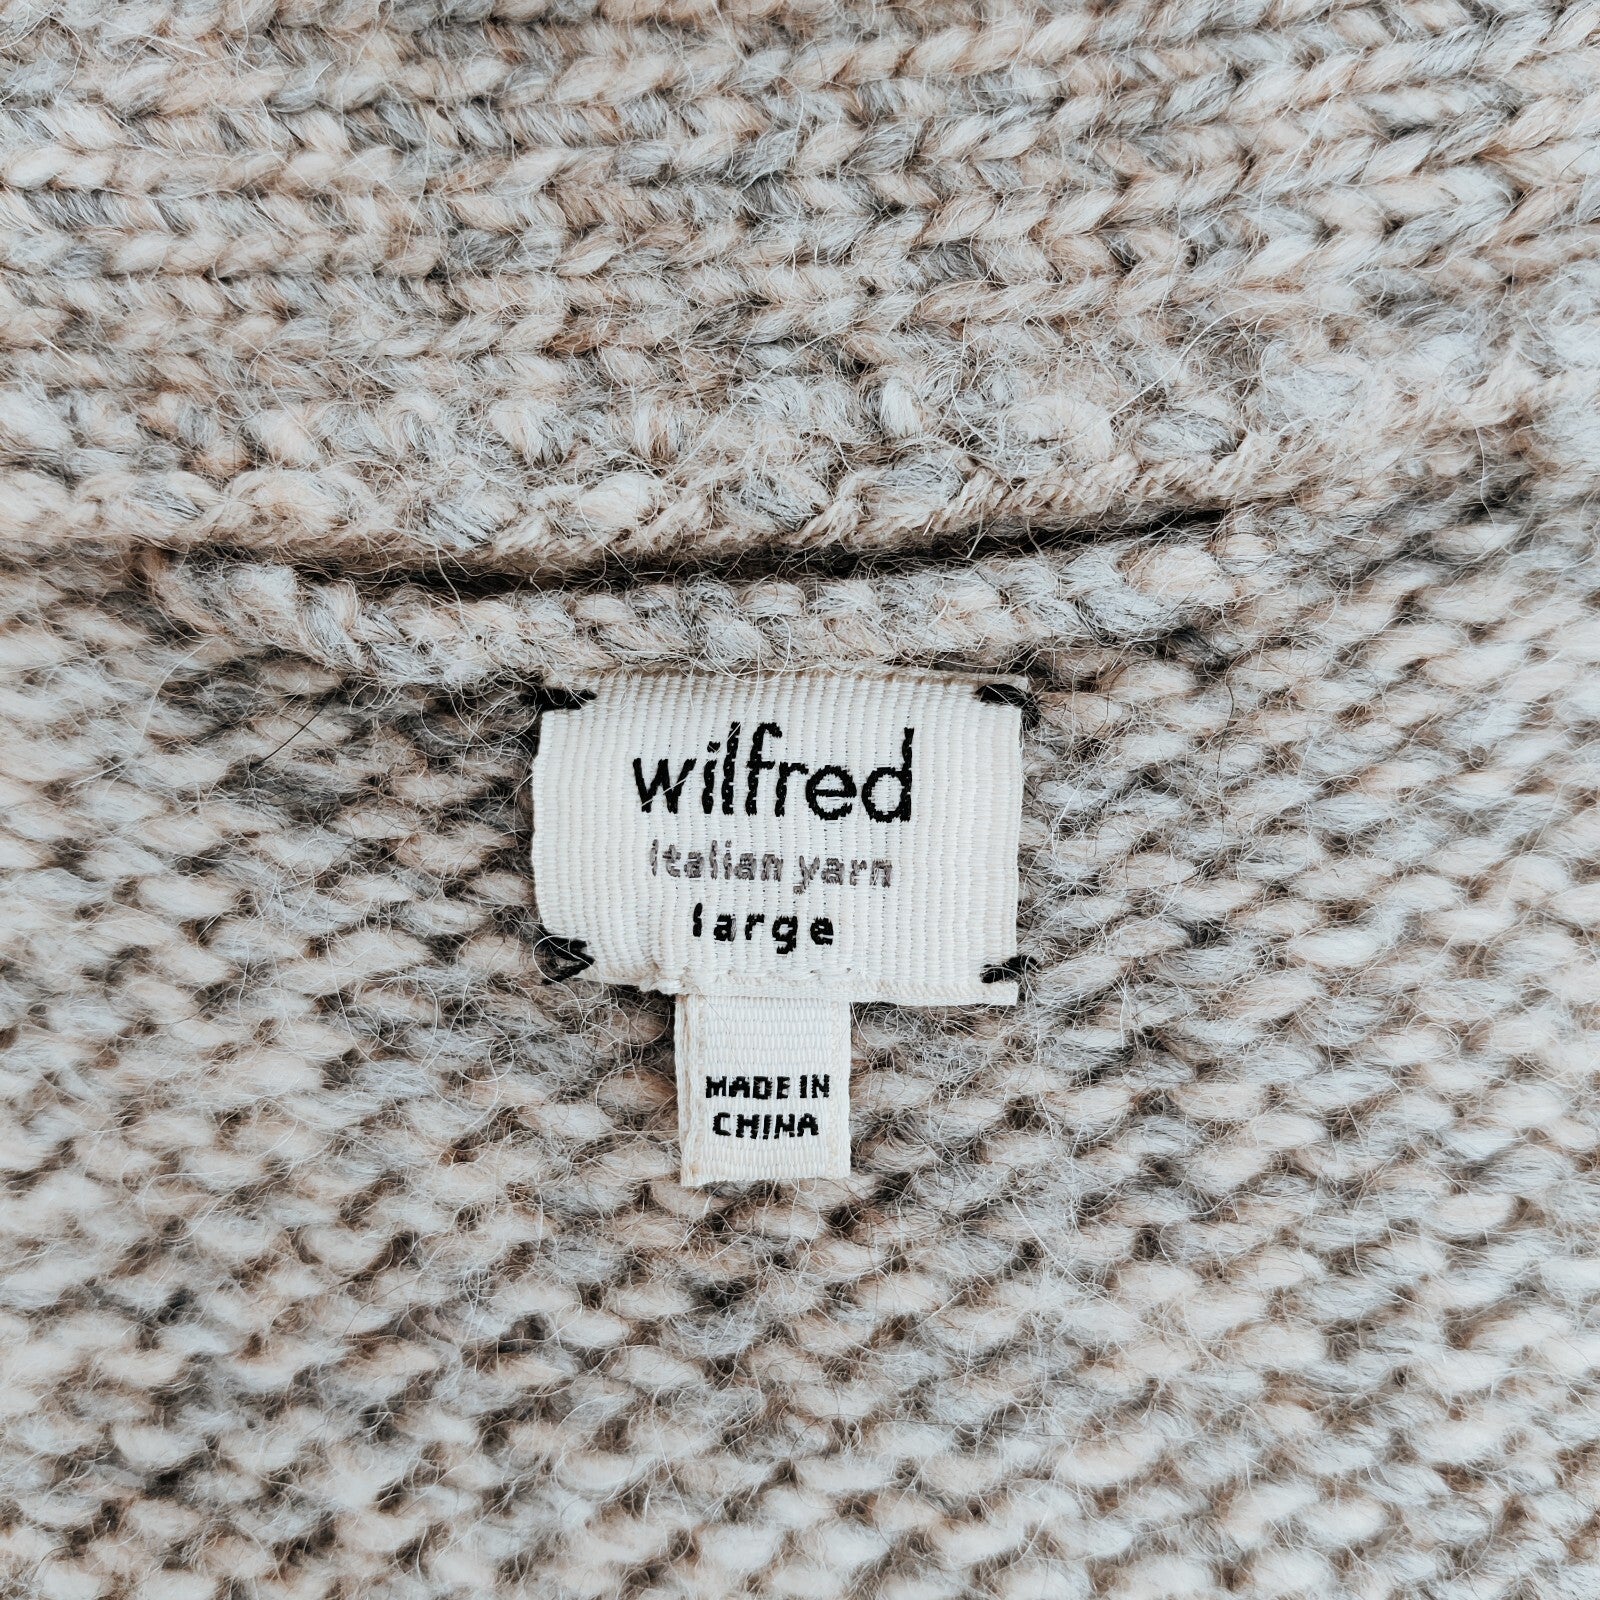 wilfred
italian yarn
large
MADE IN
CHINA